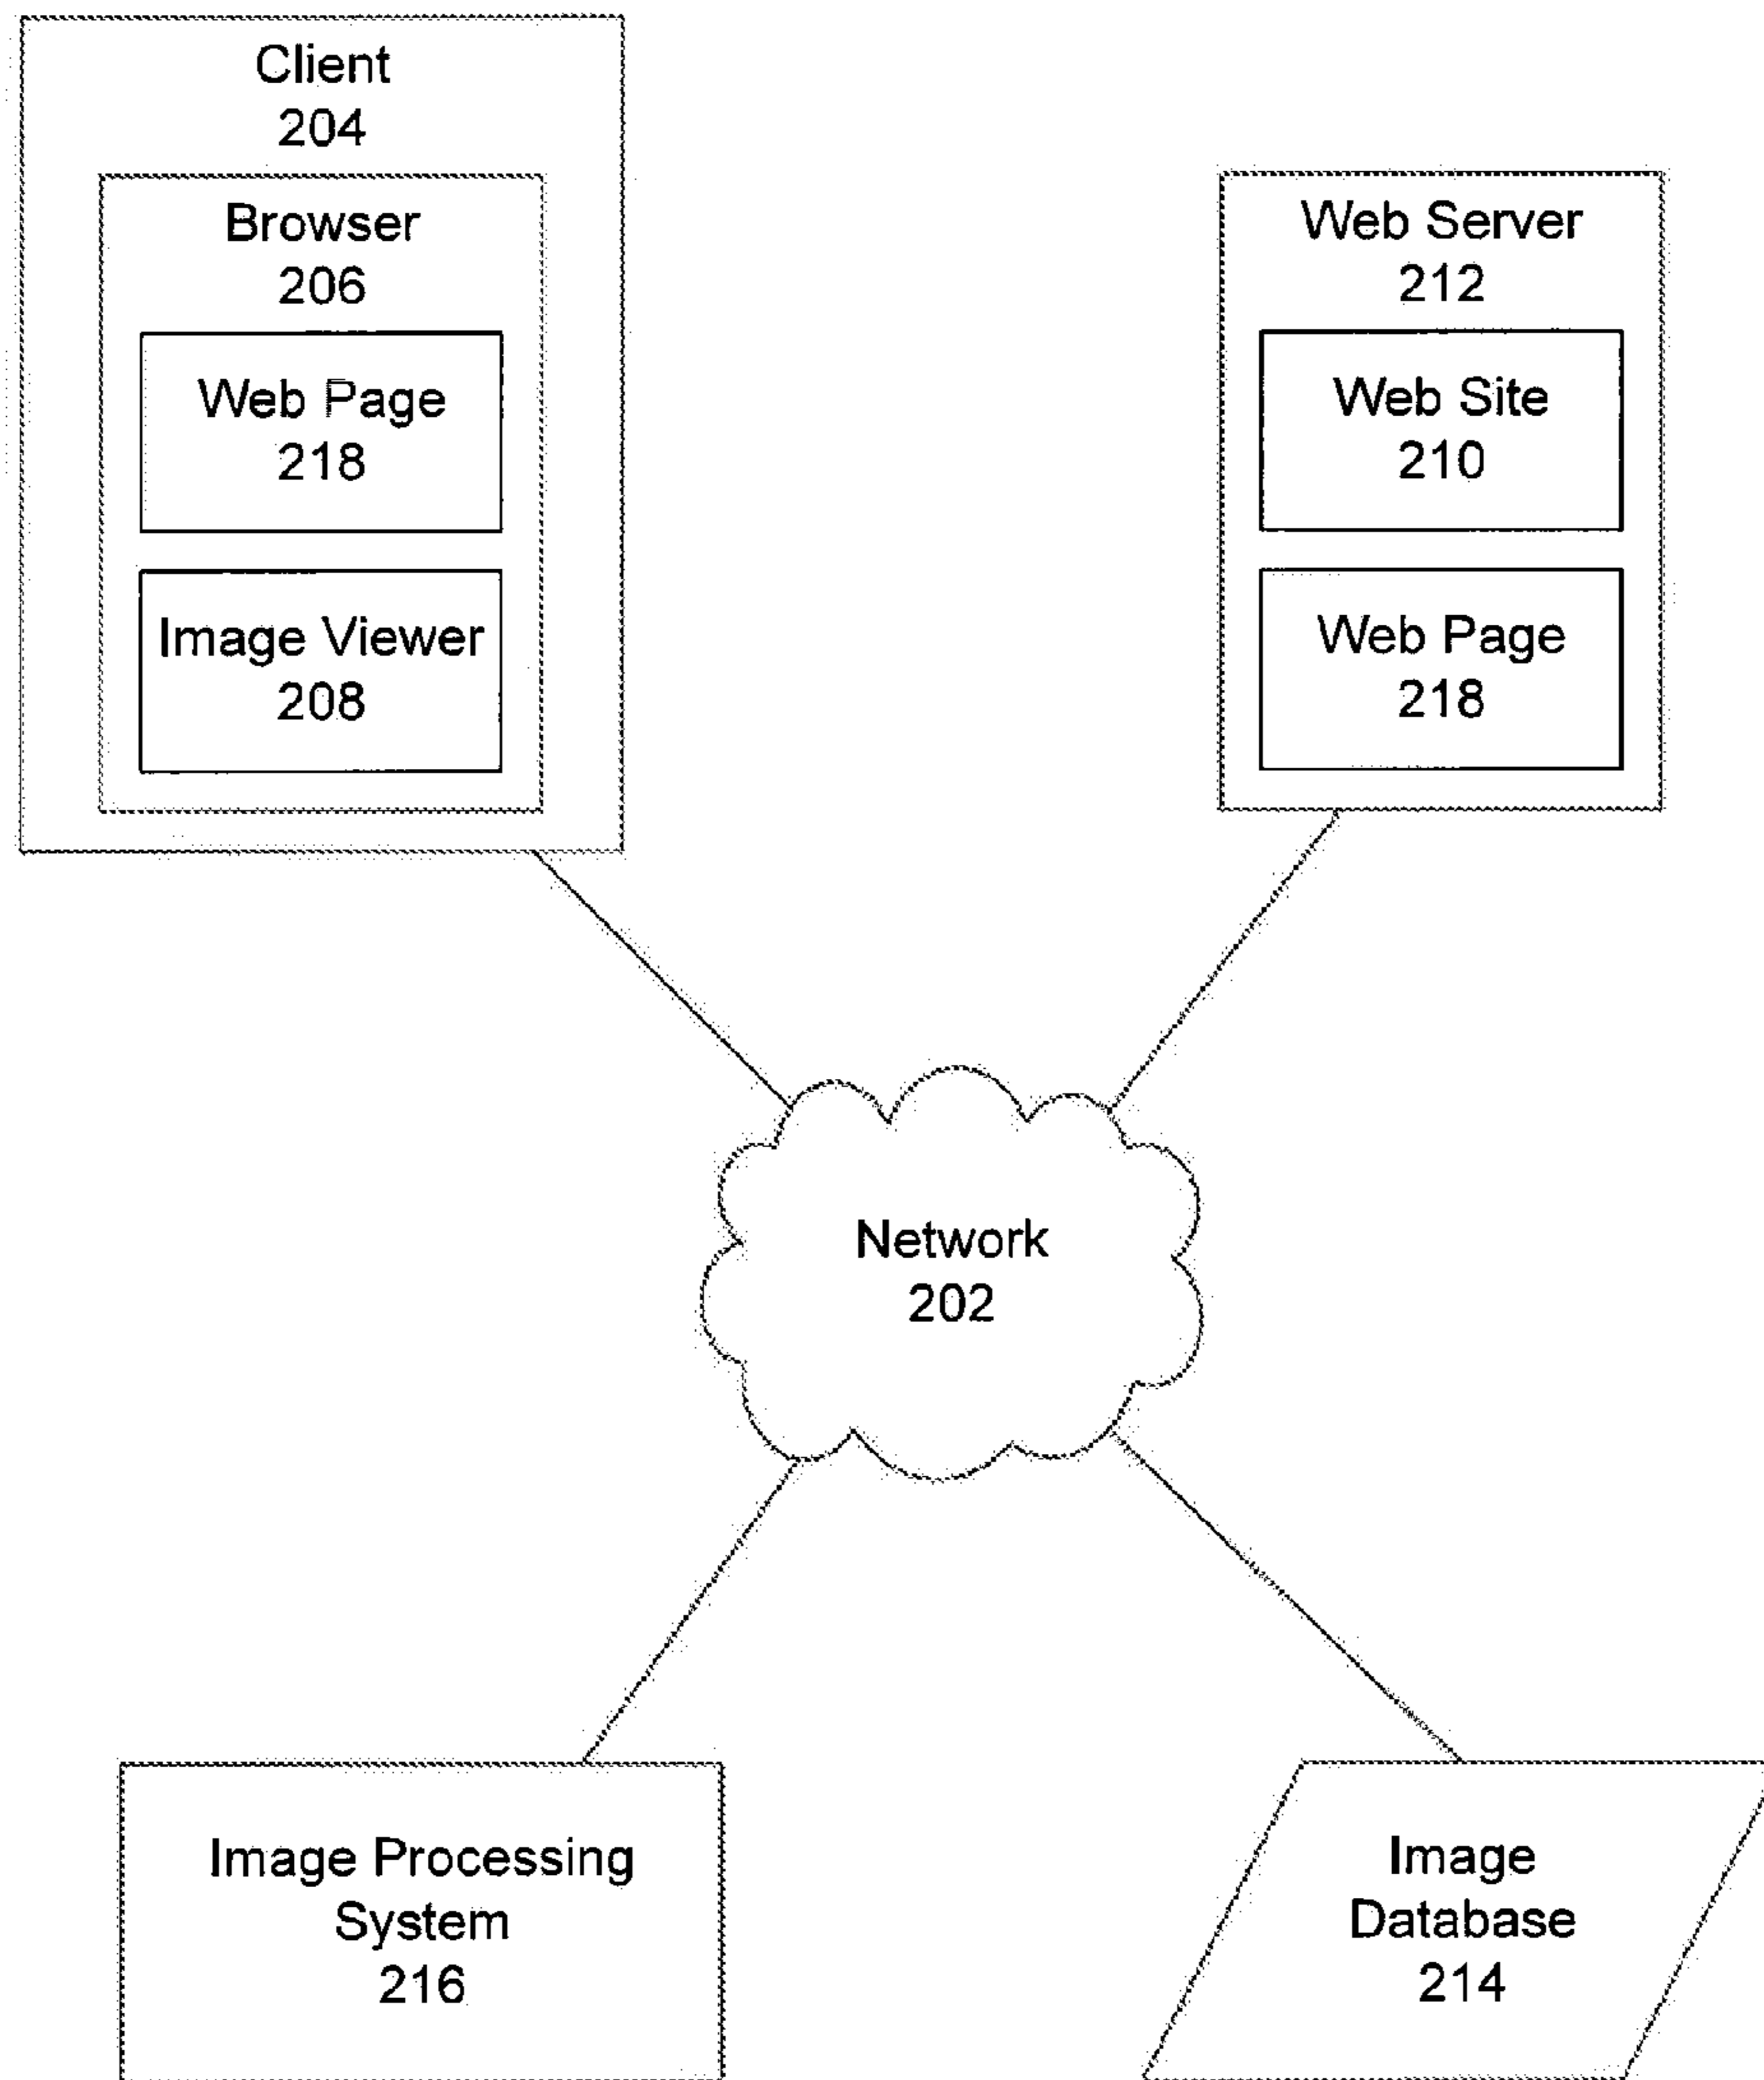 Client
204
Browser
206
Web Page
218
Image Viewer
208
Web Server
212
Web Site
210
Web Page
218
Network
202
Image Processing
System
216
Image
Database
214